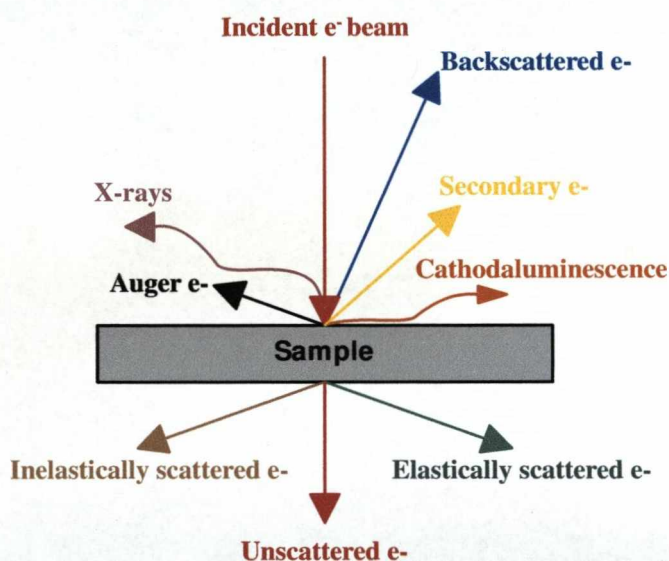 Incident e- beam
Backscattered e-
X-rays
Secondary e-
Auger e-
Cathodaluminescence
Sample
Inelastically scattered e-
Elastically scattered e-
Unscattered e-